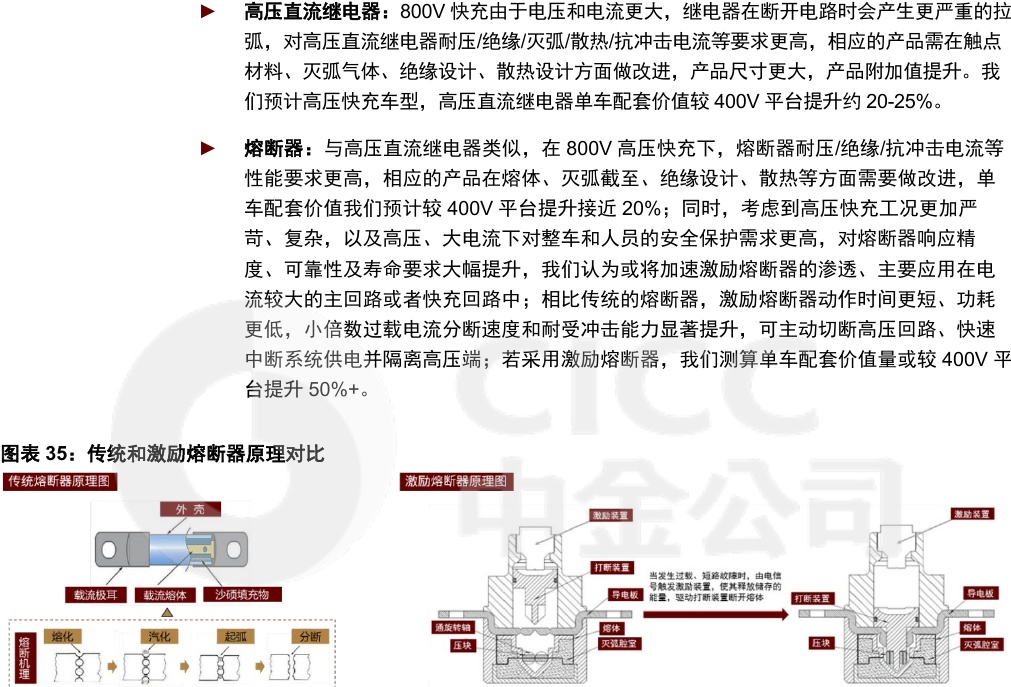 ► 高压直流继电器：800V 快充由于电压和电流更大，继电器在断开电路时会产生更严重的拉
弧，对高压直流继电器耐压/绝缘/灭弧/散热/抗冲击电流等要求更高，相应的产品需在触点
材料、灭弧气体、绝缘设计、散热设计方面做改进，产品尺寸更大，产品附加值提升。我
们预计高压快充车型，高压直流继电器单车配套价值较 400V 平台提升约 20-25%。
► 熔断器：与高压直流继电器类似，在 800V 高压快充下，熔断器耐压/绝缘/抗冲击电流等
性能要求更高，相应的产品在熔体、灭弧截至、绝缘设计、散热等方面需要做改进，单
车配套价值我们预计较 400V 平台提升接近 20%；同时，考虑到高压快充工况更加严
苛、复杂，以及高压、大电流下对整车和人员的安全保护需求更高，对熔断器响应精
度、可靠性及寿命要求大幅提升，我们认为或将加速激励熔断器的渗透、主要应用在电
流较大的主回路或者快充回路中；相比传统的熔断器，激励熔断器动作时间更短、功耗
更低，小倍数过载电流分断速度和耐受冲击能力显著提升，可主动切断高压回路、快速
中断系统供电并隔离高压端；若采用激励熔断器，我们测算单车配套价值量或较 400V 平
台提升 50%+。
CICC
中金公司
图表 35：传统和激励熔断器原理对比
传统熔断器原理图
外 壳
载流极耳
载流熔体
沙硕填充物
熔断机理
熔化
汽化
起弧
分断
激励熔断器原理图
激励装置
打断装置
导电板
通旋转轴
熔体
压块
灭弧腔室
当发生过载、短路故障时，由电信
号触发激励装置，使其释放储存的
能量，驱动打断装置断开熔体
激励装置
打断装置
导电板
熔体
压块
灭弧腔室